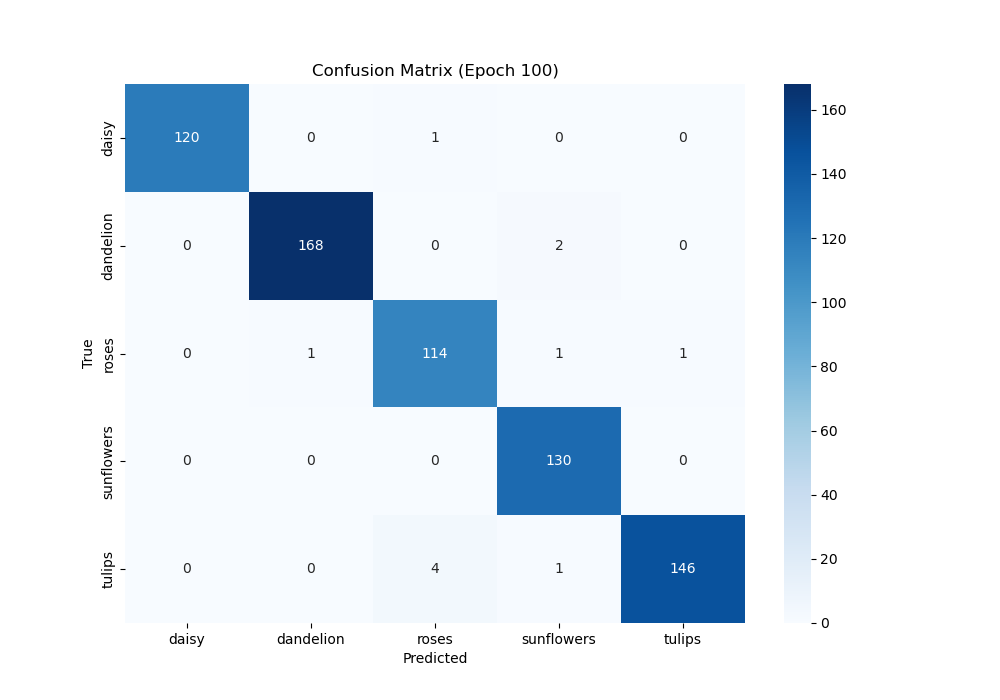 Confusion Matrix (Epoch 100)
daisy 120 0 1 0 0
dandelion 0 168 0 2 0
roses 0 1 114 1 1
sunflowers 0 0 0 130 0
tulips 0 0 4 1 146
True
daisy dandelion roses sunflowers tulips
Predicted
160
140
120
100
80
60
40
20
0